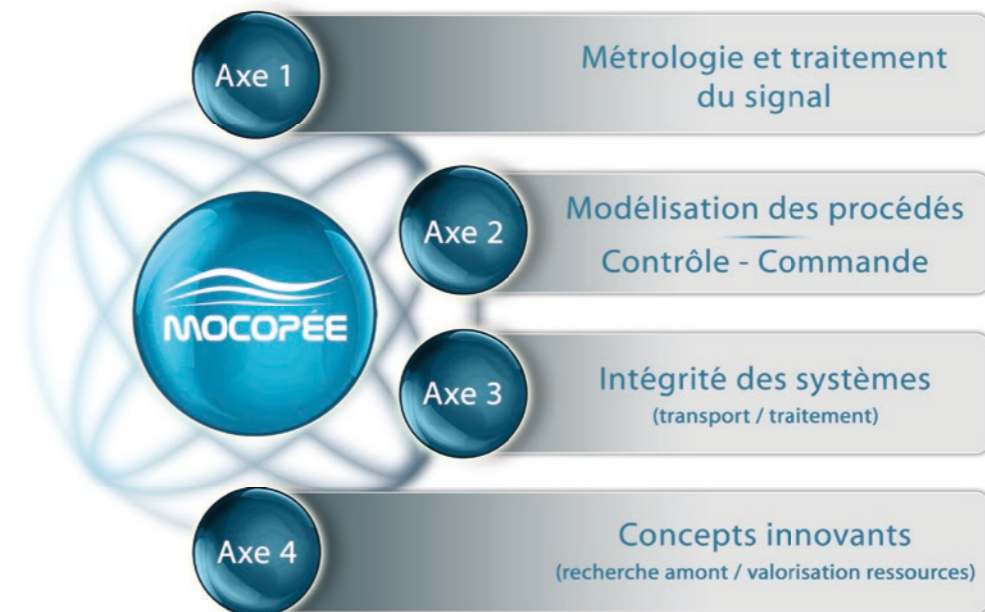 Axe 1
Métrologie et traitement
du signal
Axe 2
Modélisation des procédés
Contrôle - Commande
MOCOPÉE
Axe 3
Intégrité des systèmes
(transport / traitement)
Axe 4
Concepts innovants
(recherche amont / valorisation ressources)